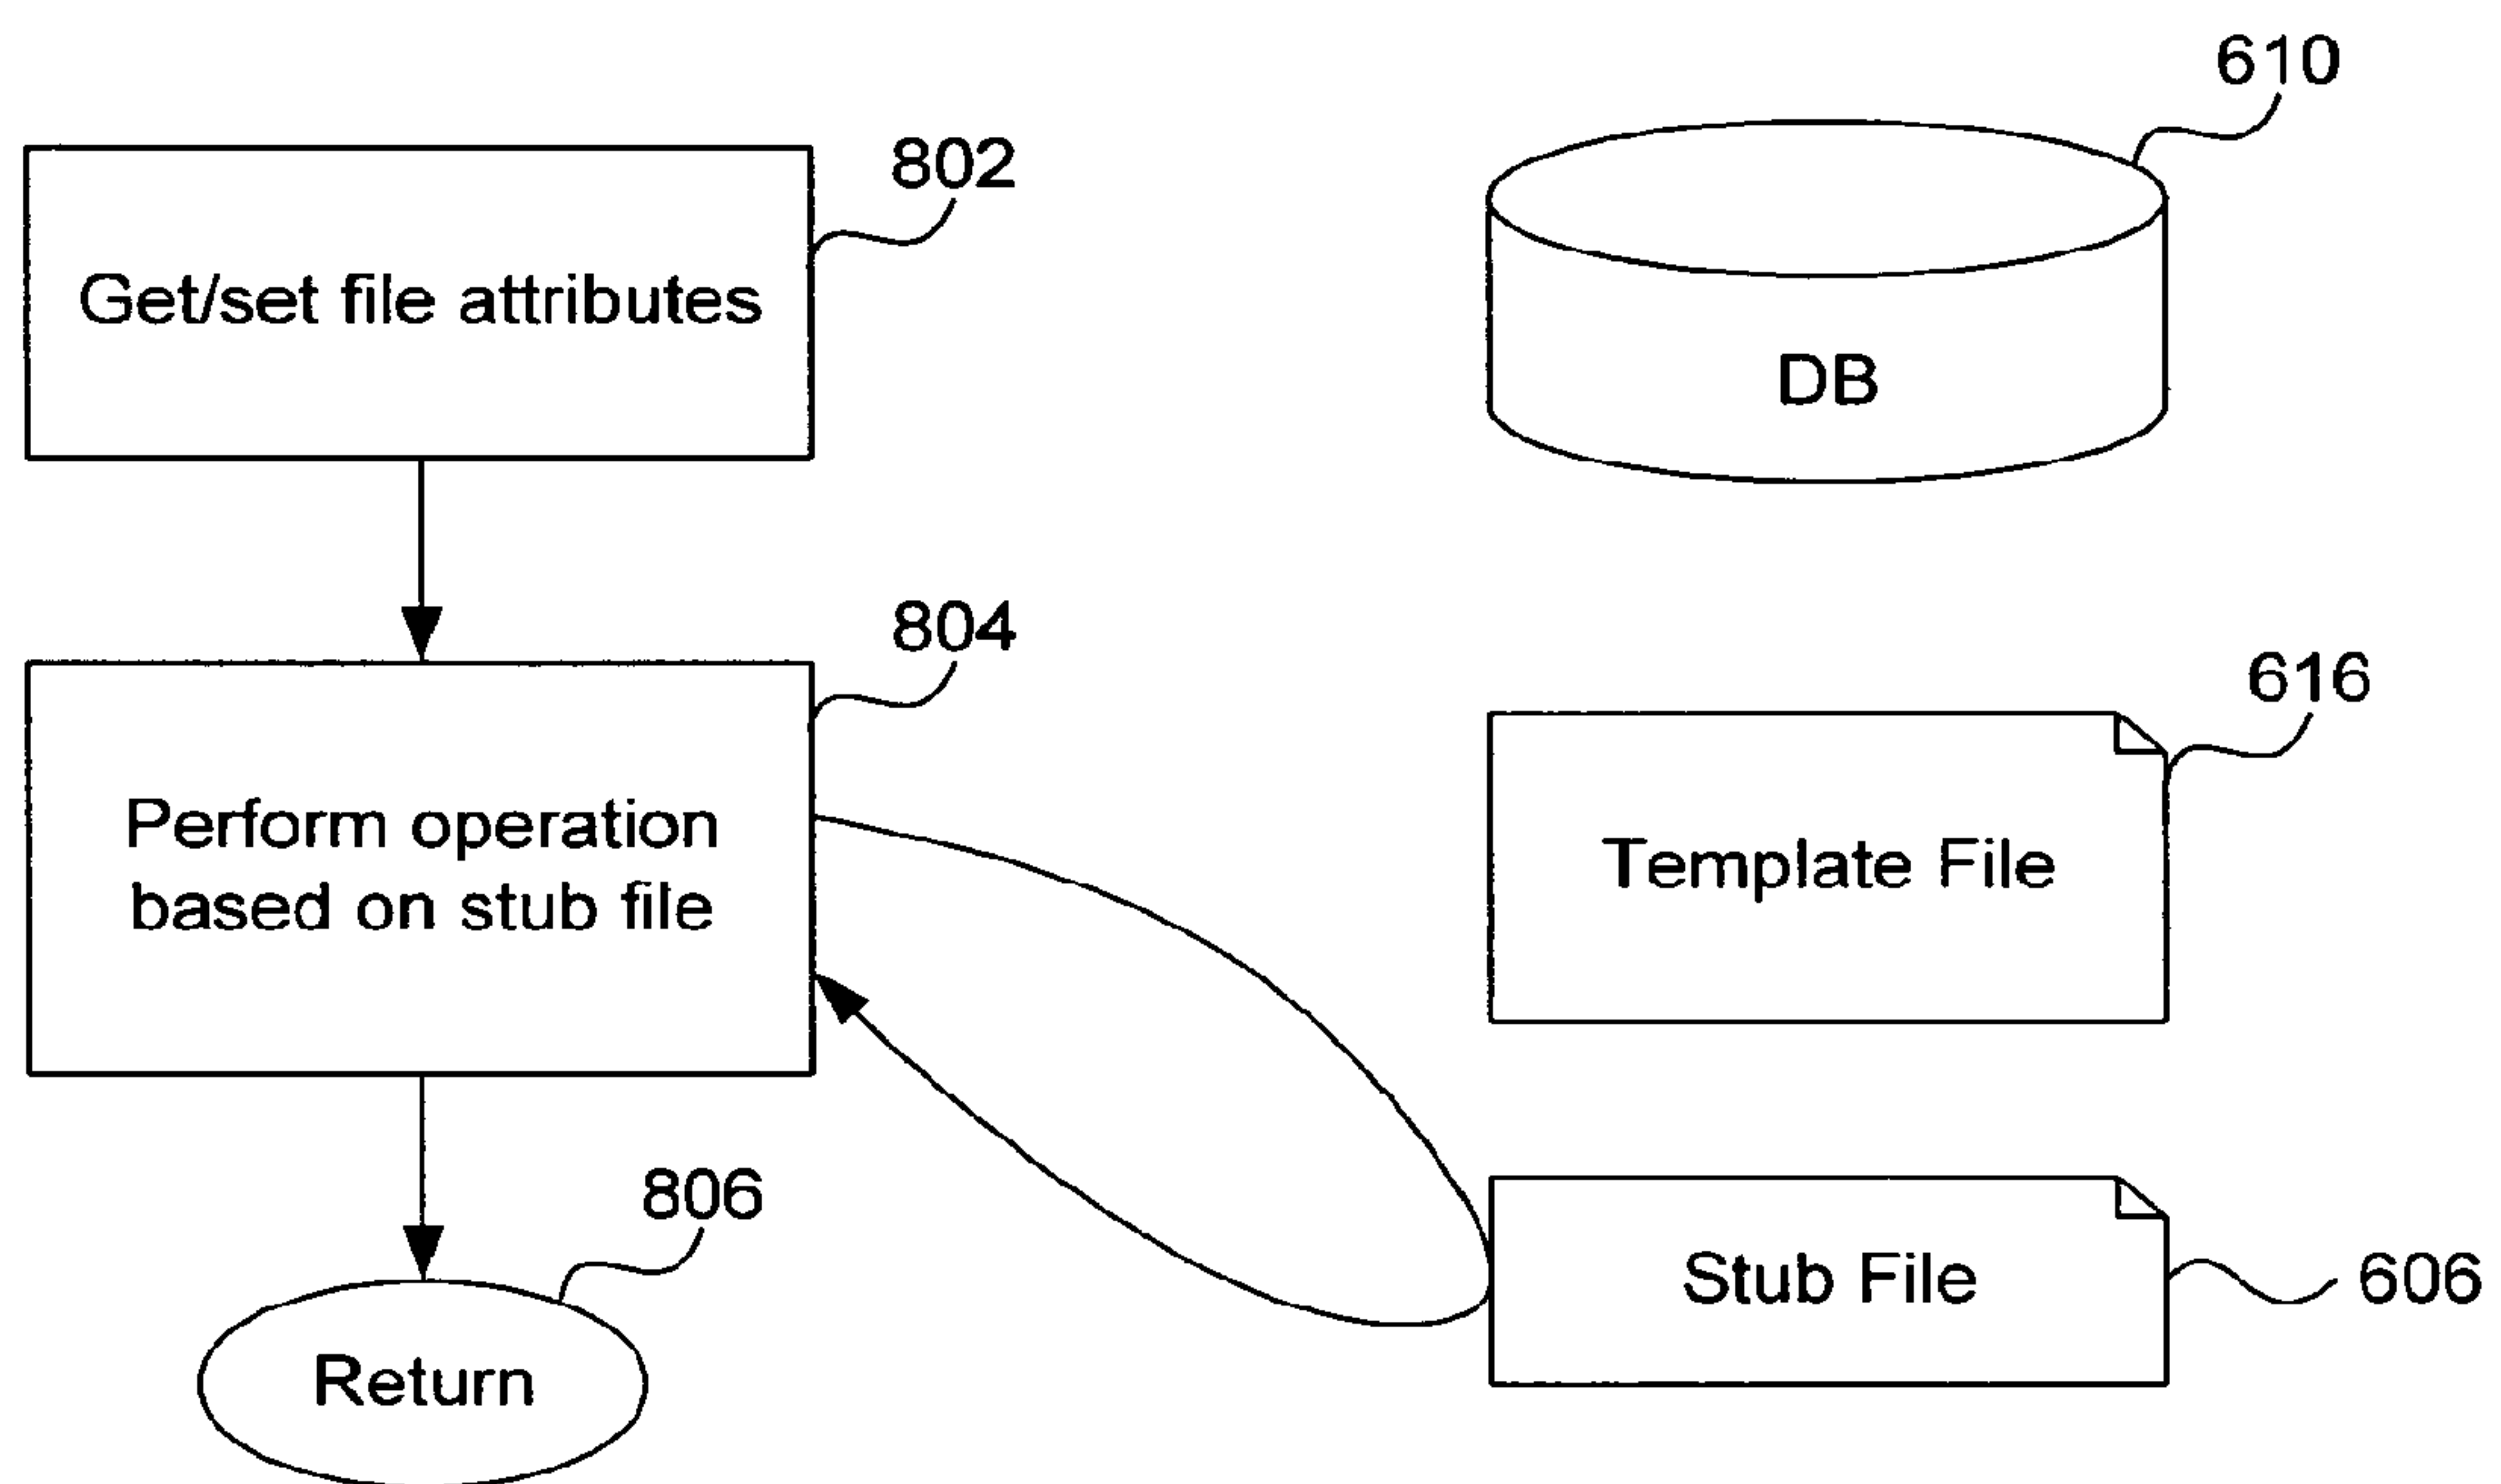 610
802
Get/set file attributes
DB
804
616
Perform operation
based on stub file
Template File
806
Stub File
606
Return